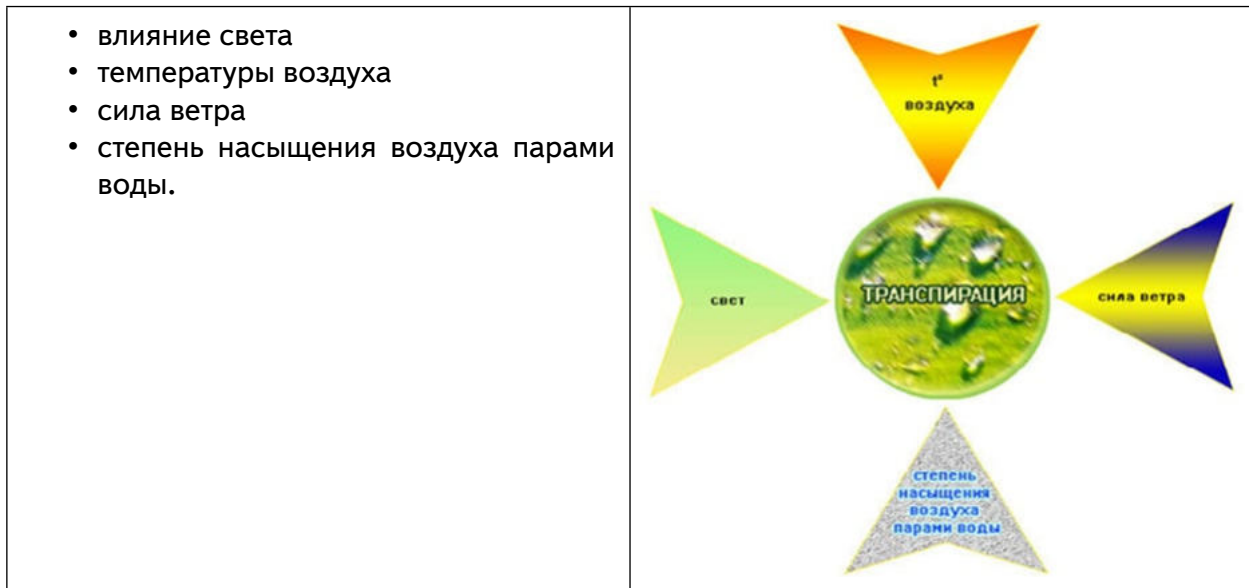 • влияние света
• температуры воздуха
• сила ветра
• степень насыщения воздуха парами
воды.
t°
воздуха
свет
ТРАНСПИРАЦИЯ
сила ветра
степень
насыщения
воздуха
парами воды